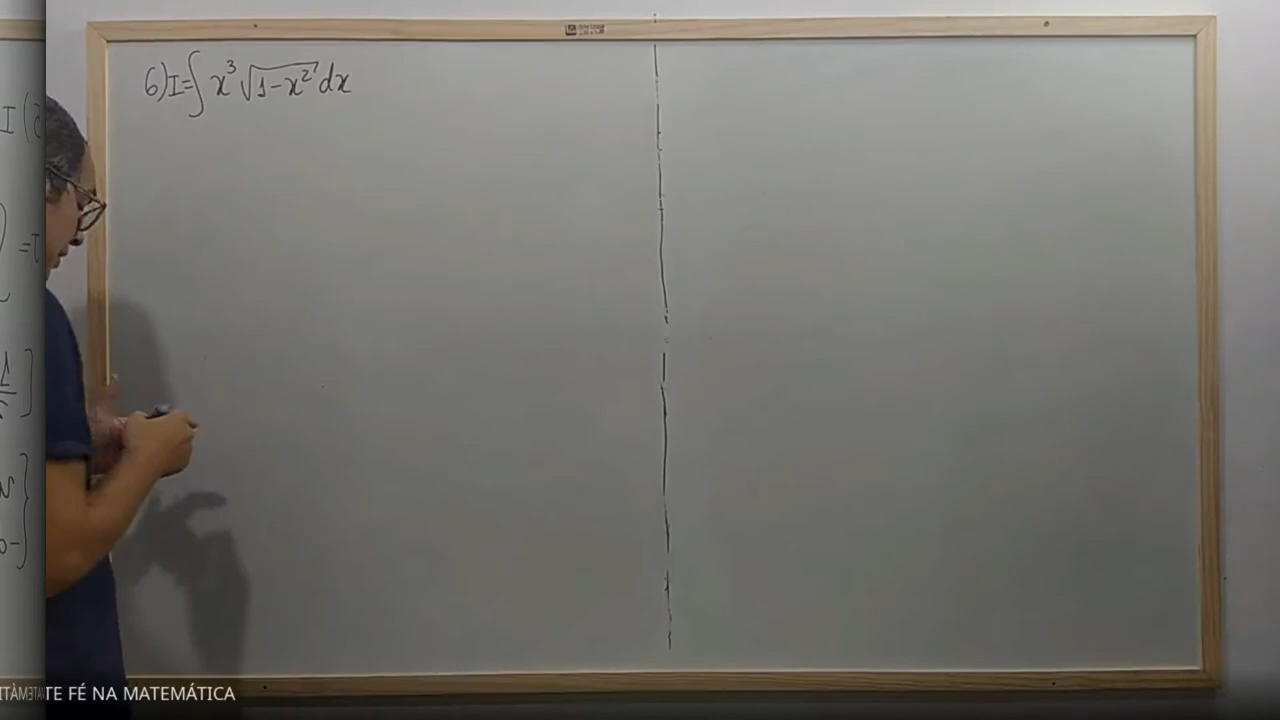 6) I=∫ x³ √(1-x²) dx
TE FÉ NA MATEMÁTICA